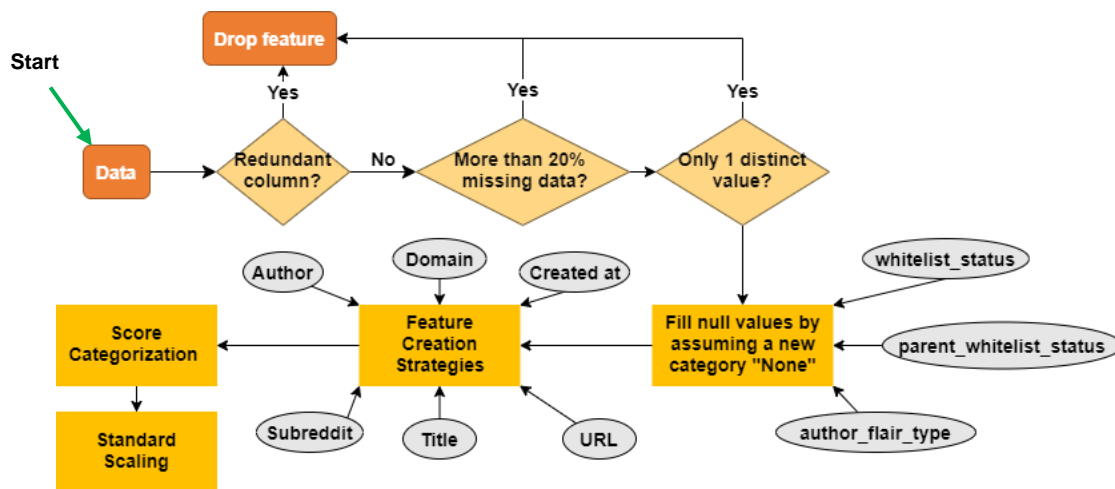 Drop feature
Start
Yes
Yes
Yes
Data
Redundant
column?
No
More than 20%
missing data?
Only 1 distinct
value?
Author
Domain
Created at
whitelist_status
Score
Categorization
Feature
Creation
Strategies
Fill null values by
assuming a new
category "None"
parent_whitelist_status
Subreddit
Title
URL
author_flair_type
Standard
Scaling